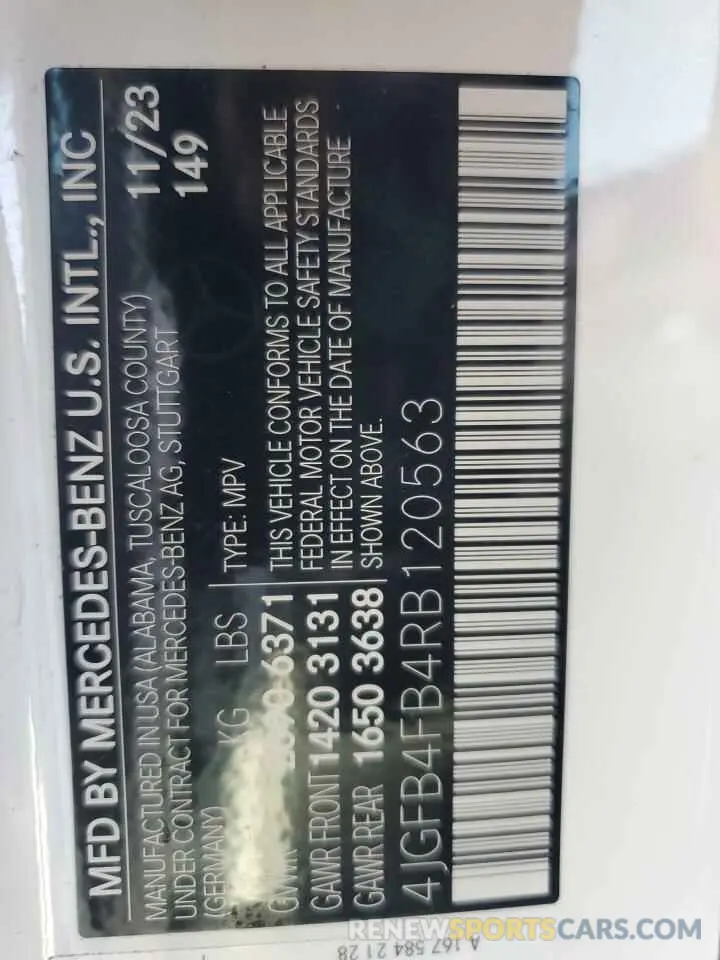 MFD BY MERCEDES-BENZ U.S. INTL., INC
MANUFACTURED IN USA (ALABAMA, TUSCALOOSA COUNTY)
UNDER CONTRACT FOR MERCEDES-BENZ AG, STUTTGART
(GERMANY)
11/23
149
KG LBS
GVWR 2890 6371
GAWR FRONT 1420 3131
GAWR REAR 1650 3638
TYPE: MPV
THIS VEHICLE CONFORMS TO ALL APPLICABLE
FEDERAL MOTOR VEHICLE SAFETY STANDARDS
IN EFFECT ON THE DATE OF MANUFACTURE
SHOWN ABOVE.
4JGFB4FB4RB120563
A 167 584 21 28
RENEWSPORTSCARS.COM